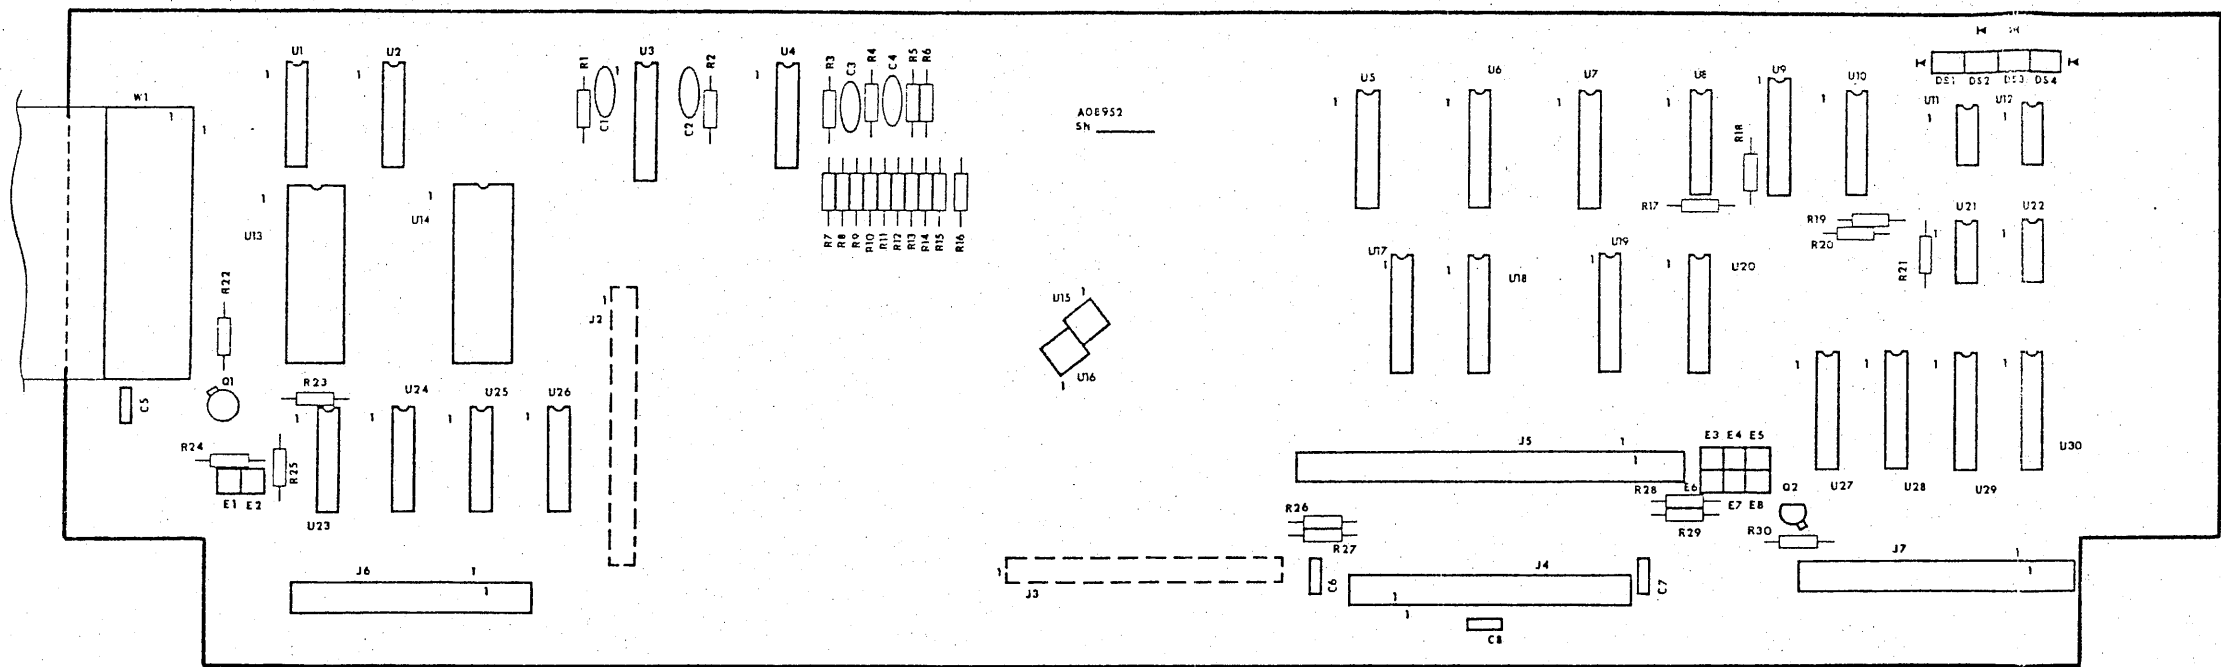 U1
U2
U3
U4
U5
U6
U7
U8
U9
U10
DS1 DS2 DS3 DS4
W1
R1
C1
1
C2
R2
R3
C3
R4
C4
R5
R6
A08952
SN
U11
U12
R18
1
1
1
1
1
1
1
1
1
1
1
1
1
U13
1
U14
1
R7 R8 R9 R10 R11 R12 R13 R14 R15 R16
R17
R19
R20
R21
U21
1
U22
1
U17
1
U18
1
U19
1
U20
1
R22
J2
1
U15
1
U16
1
Q1
C5
R23
U24
U25
U26
1
1
1
1
1
1
1
1
R24
R25
E1 E2
U23
J5
1
1
E3 E4 E5
U30
U27
U28
U29
R28
E6
E7 E8
Q2
R26
R27
R29
R30
J6
1
1
J3
1
C6
J4
1
1
C7
J7
1
1
C8